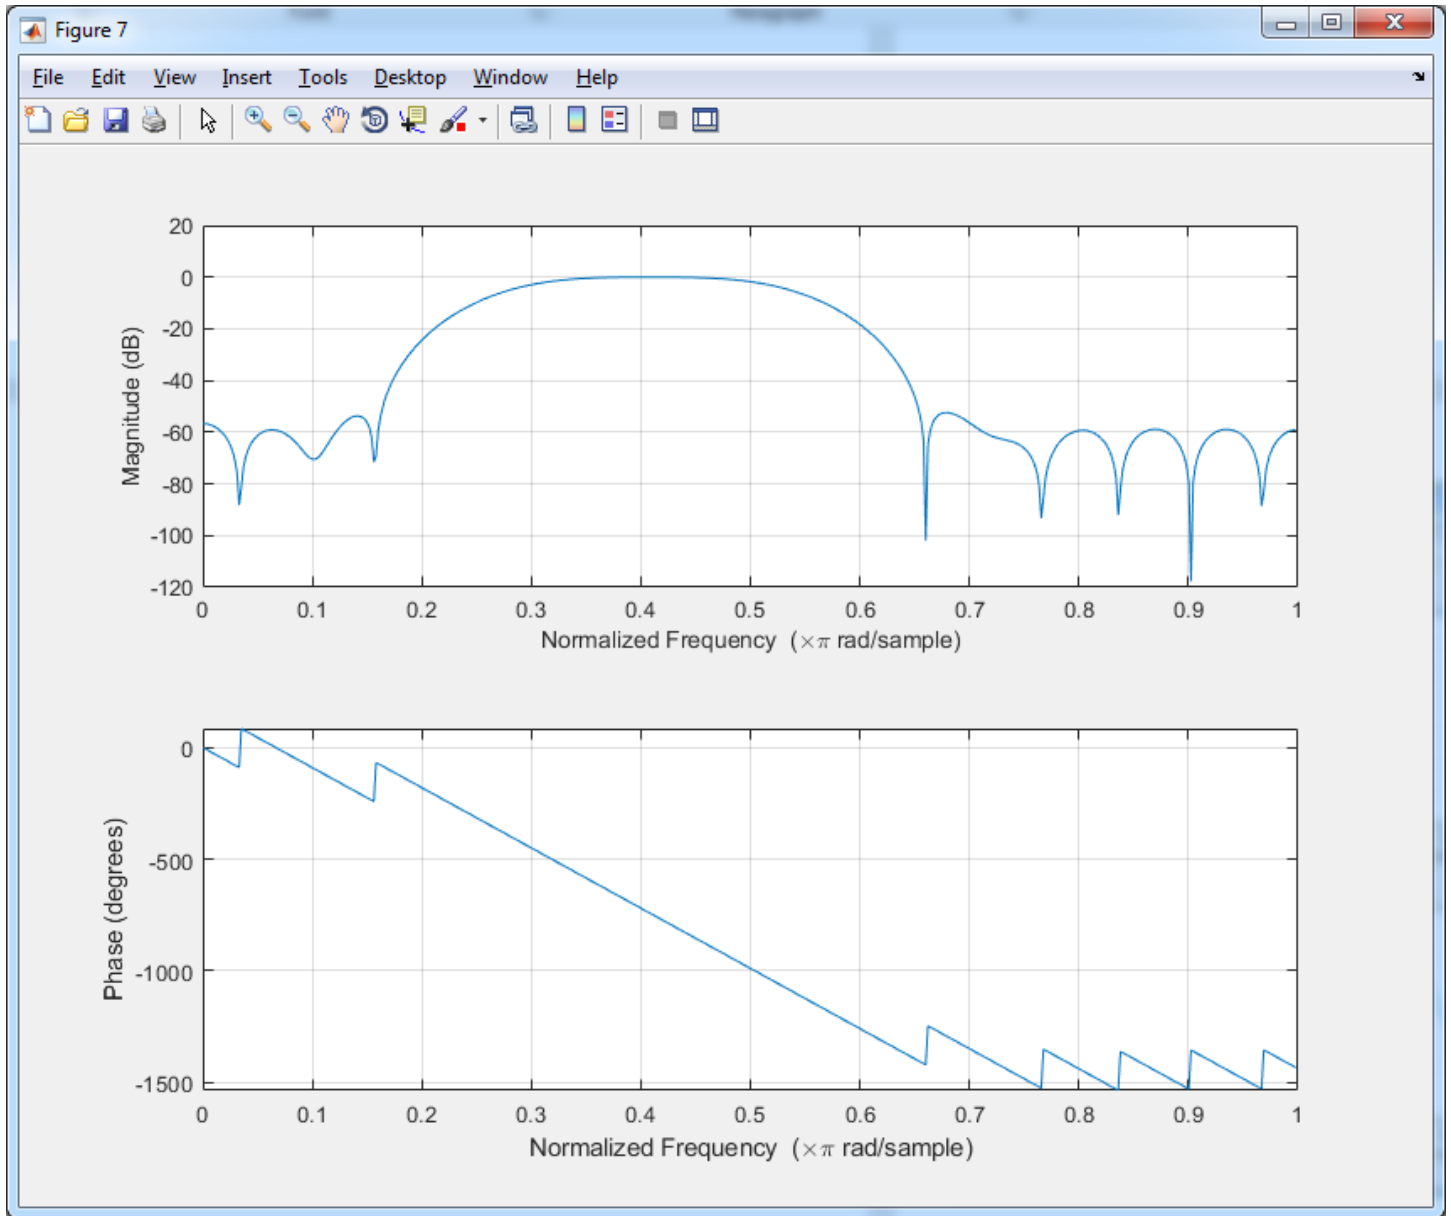 Figure 7
File Edit View Insert Tools Desktop Window Help
20
0
-20
-40
-60
-80
-100
-120
Magnitude (dB)
0 0.1 0.2 0.3 0.4 0.5 0.6 0.7 0.8 0.9 1
Normalized Frequency (×π rad/sample)
0
-500
-1000
-1500
Phase (degrees)
0 0.1 0.2 0.3 0.4 0.5 0.6 0.7 0.8 0.9 1
Normalized Frequency (×π rad/sample)